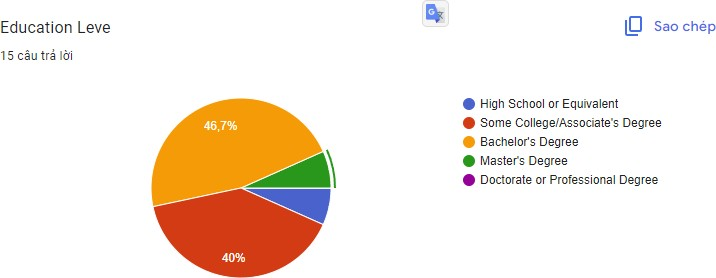 Education Leve
Sao chép
15 câu trả lời
46,7%
40%
High School or Equivalent
Some College/Associate's Degree
Bachelor's Degree
Master's Degree
Doctorate or Professional Degree